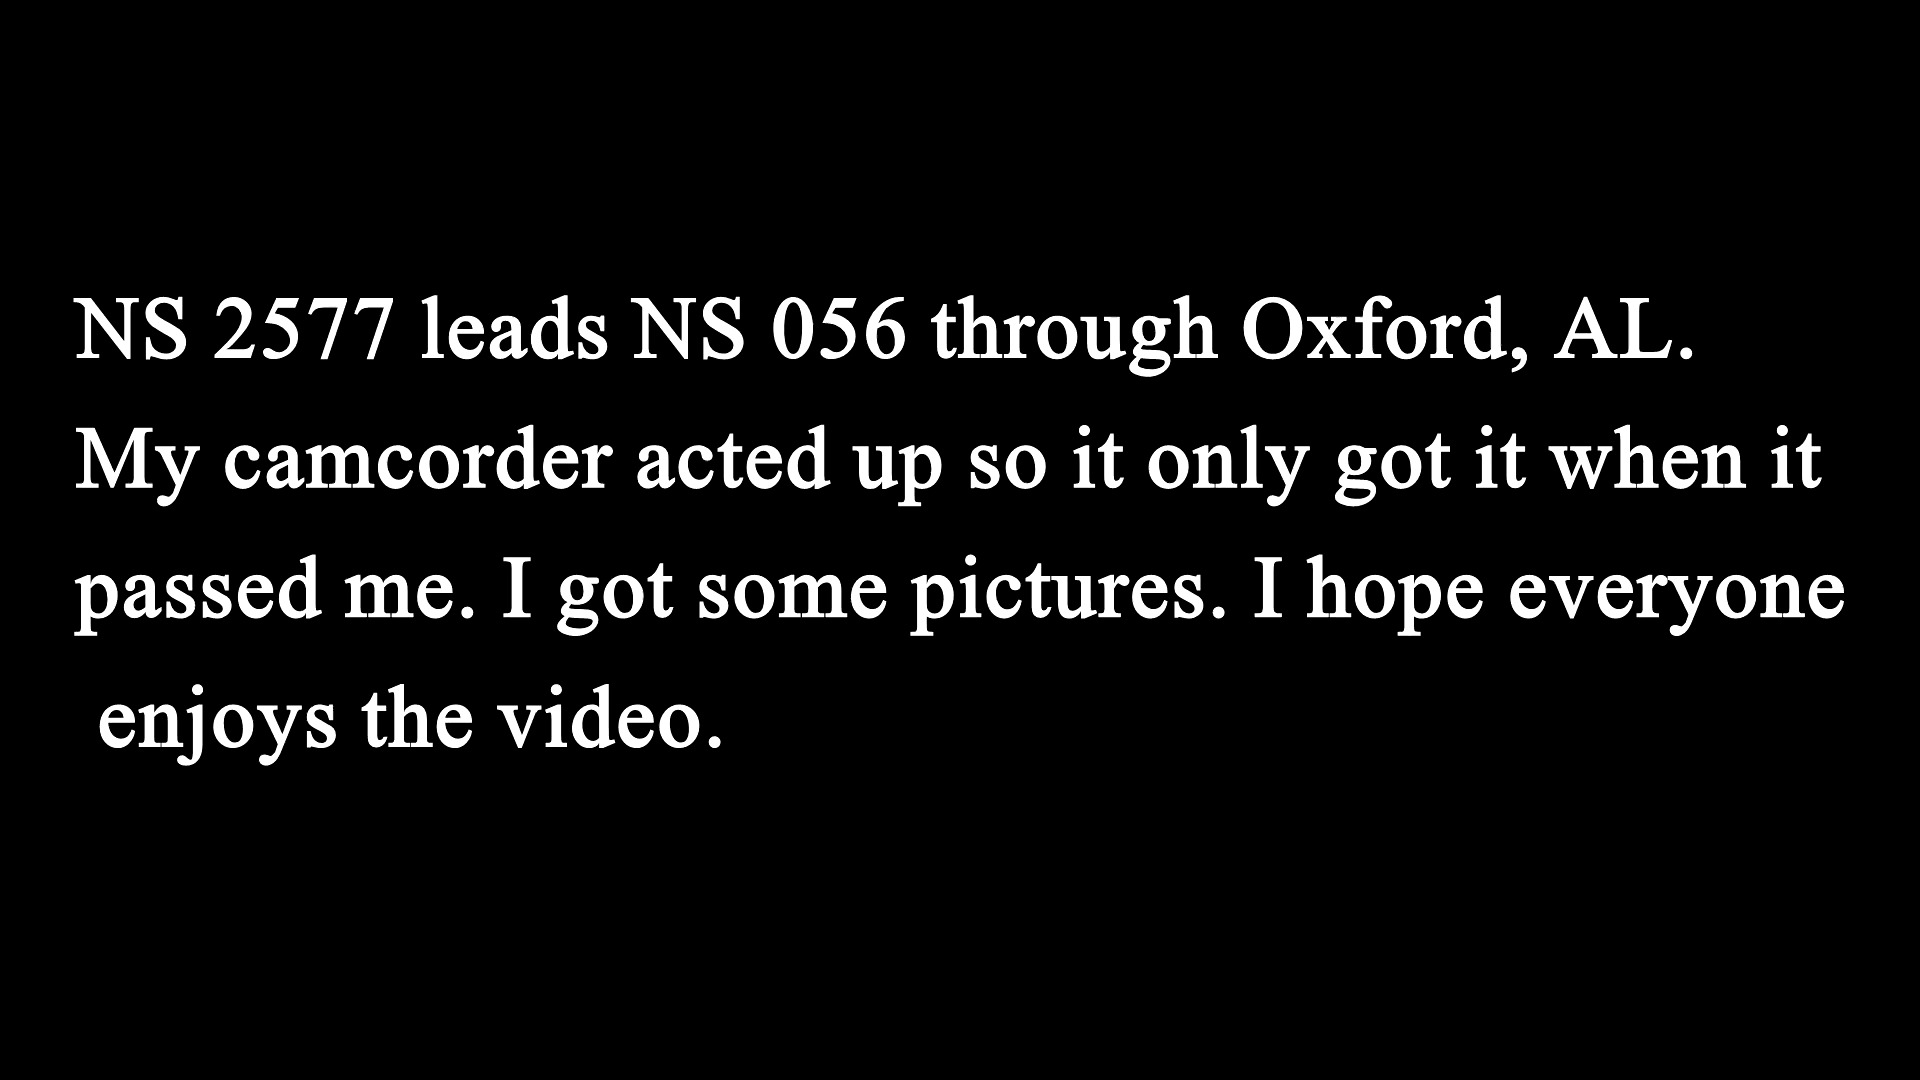 NS 2577 leads NS 056 through Oxford, AL.
My camcorder acted up so it only got it when it
passed me. I got some pictures. I hope everyone
enjoys the video.